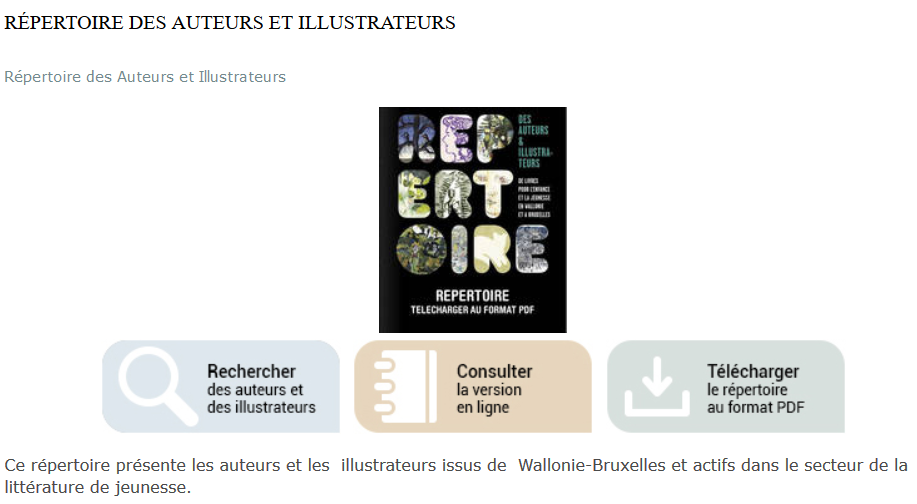 RÉPERTOIRE DES AUTEURS ET ILLUSTRATEURS
Répertoire des Auteurs et Illustrateurs
REP
ERT
OIRE
DES
AUTEURS
&
ILLUSTRA-
TEURS
DE LIVRES
POUR L'ENFANCE
ET LA JEUNESSE
EN WALLONIE
ET A BRUXELLES
REPERTOIRE
TELECHARGER AU FORMAT PDF
Rechercher
des auteurs et
des illustrateurs
Consulter
la version
en ligne
Télécharger
le répertoire
au format PDF
Ce répertoire présente les auteurs et les illustrateurs issus de Wallonie-Bruxelles et actifs dans le secteur de la
littérature de jeunesse.